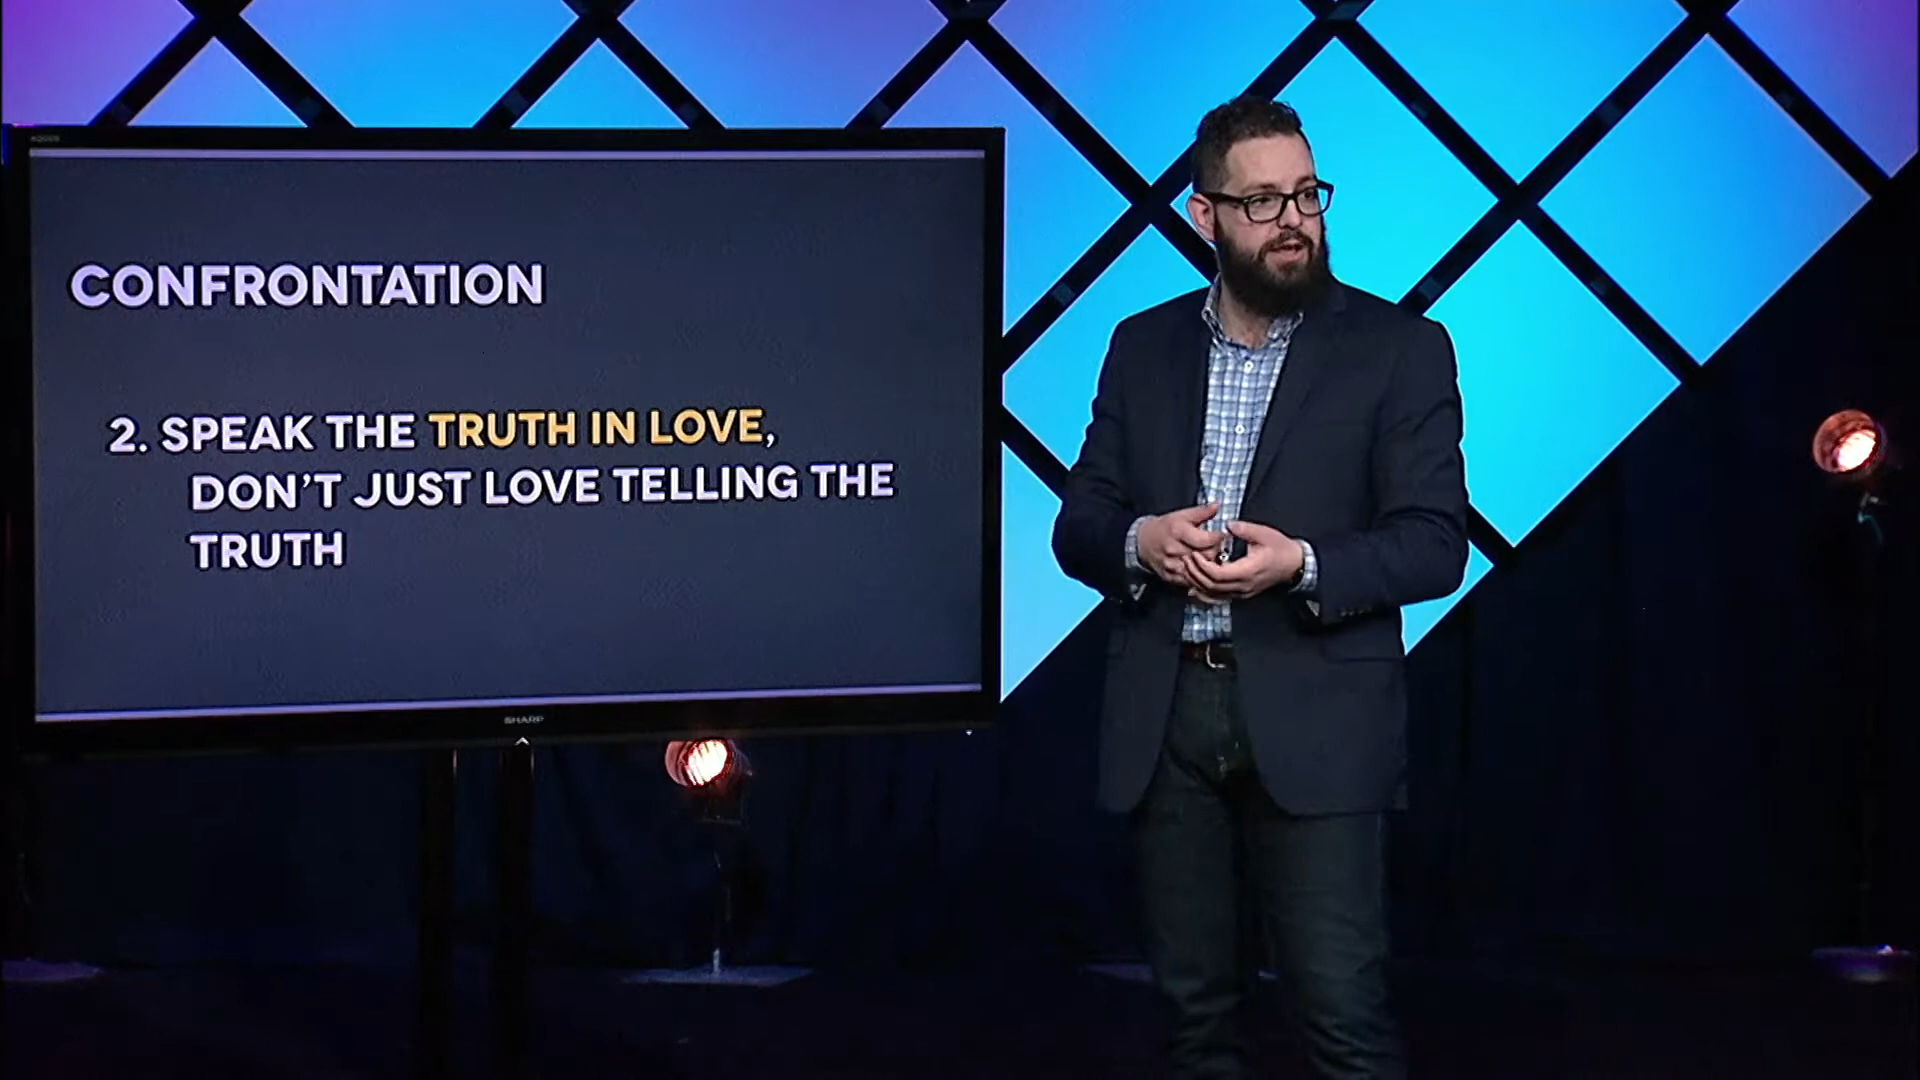 CONFRONTATION
2. SPEAK THE TRUTH IN LOVE,
DON'T JUST LOVE TELLING THE
TRUTH
SHARP